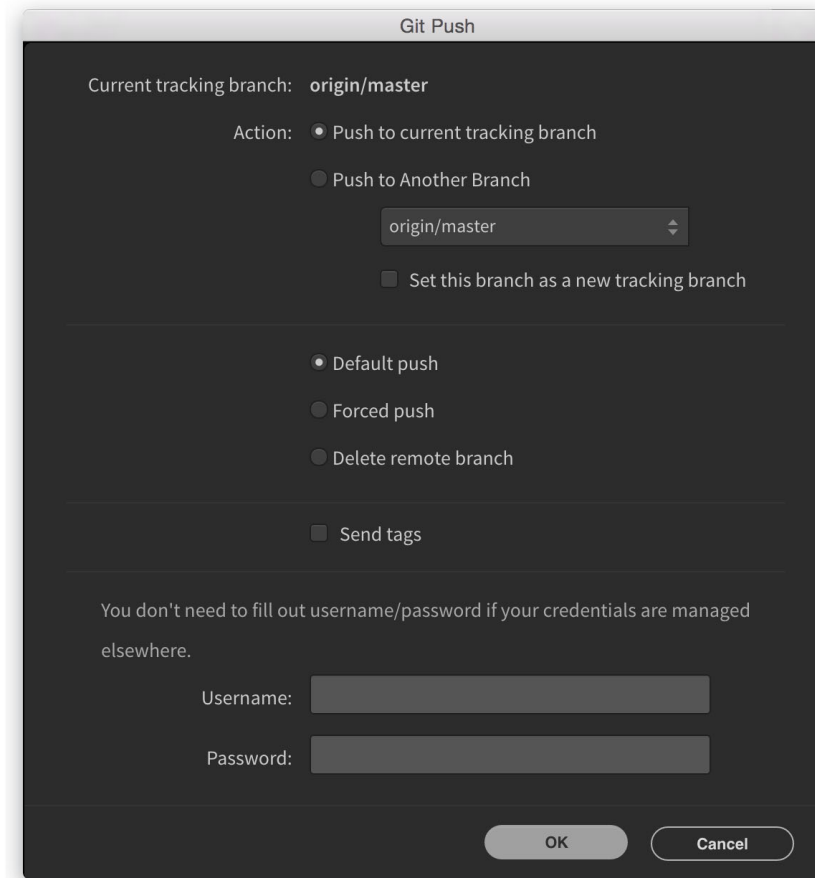 Git Push
Current tracking branch: origin/master
Action: Push to current tracking branch
Push to Another Branch
origin/master
Set this branch as a new tracking branch
Default push
Forced push
Delete remote branch
Send tags
You don't need to fill out username/password if your credentials are managed
elsewhere.
Username:
Password:
OK Cancel